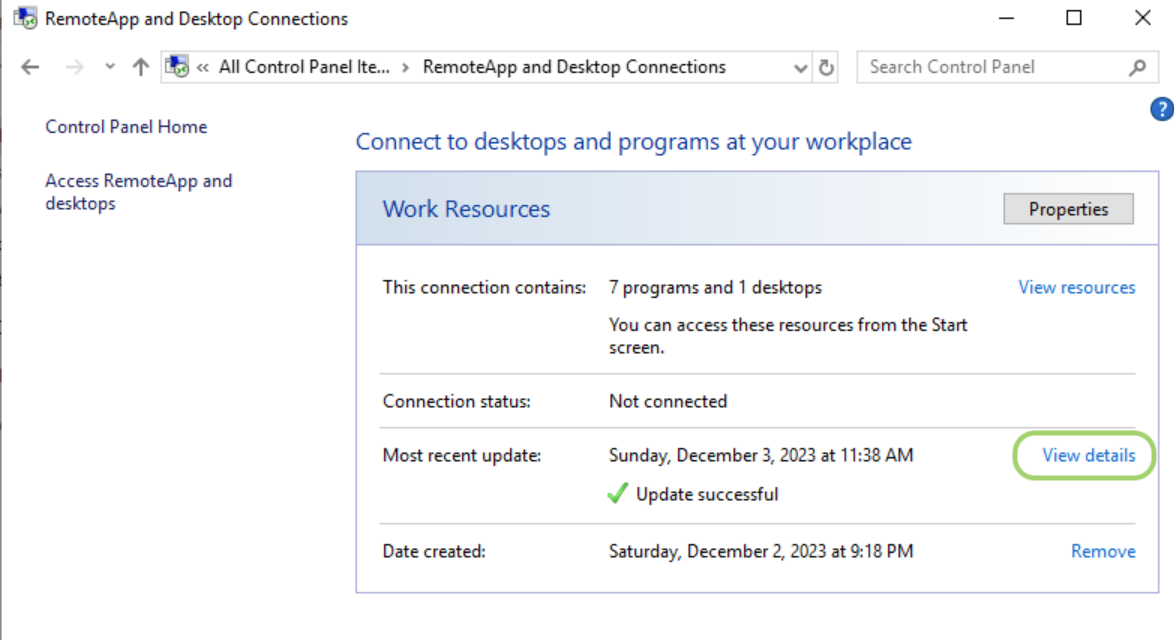 RemoteApp and Desktop Connections
« All Control Panel Ite... › RemoteApp and Desktop Connections
Search Control Panel
?
Control Panel Home
Access RemoteApp and
desktops
Connect to desktops and programs at your workplace
Work Resources
Properties
This connection contains: 7 programs and 1 desktops View resources
You can access these resources from the Start
screen.
Connection status: Not connected
Most recent update: Sunday, December 3, 2023 at 11:38 AM View details
Update successful
Date created: Saturday, December 2, 2023 at 9:18 PM Remove